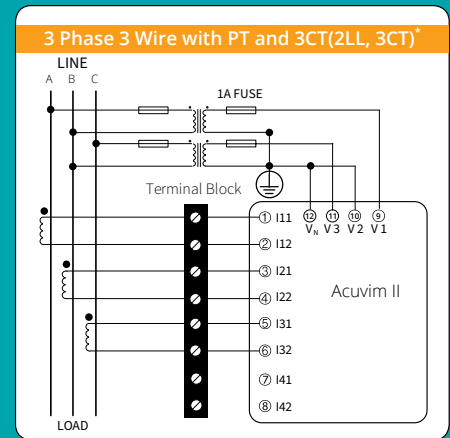 3 Phase 3 Wire with PT and 3CT(2LL, 3CT)*
LINE
A B C
1A FUSE
Terminal Block
⑫ ⑪ ⑩ ⑨
VN V3 V2 V1
① I11
② I12
③ I21
④ I22
⑤ I31
⑥ I32
⑦ I41
⑧ I42
Acuvim II
LOAD